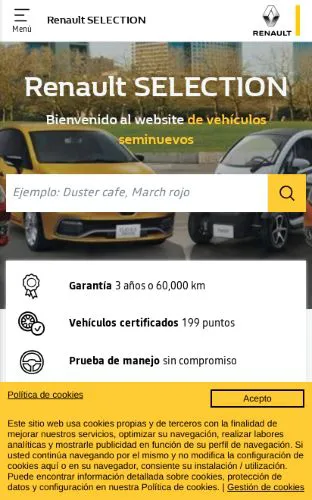 Menú
Renault SELECTION
RENAULT
Renault SELECTION
Bienvenido al website de vehículos
seminuevos
Ejemplo: Duster cafe, March rojo
Garantía 3 años o 60,000 km
Vehículos certificados 199 puntos
Prueba de manejo sin compromiso
Política de cookies
Acepto
Este sitio web usa cookies propias y de terceros con la finalidad de
mejorar nuestros servicios, optimizar su navegación, realizar labores
analíticas y mostrarle publicidad en función de su perfil de navegación. Si
usted continúa navegando por el mismo y no modifica la configuración de
cookies aquí o en su navegador, consiente su instalación / utilización.
Puede encontrar información detallada sobre cookies, protección de
datos y configuración en nuestra Política de cookies. | Gestión de cookies